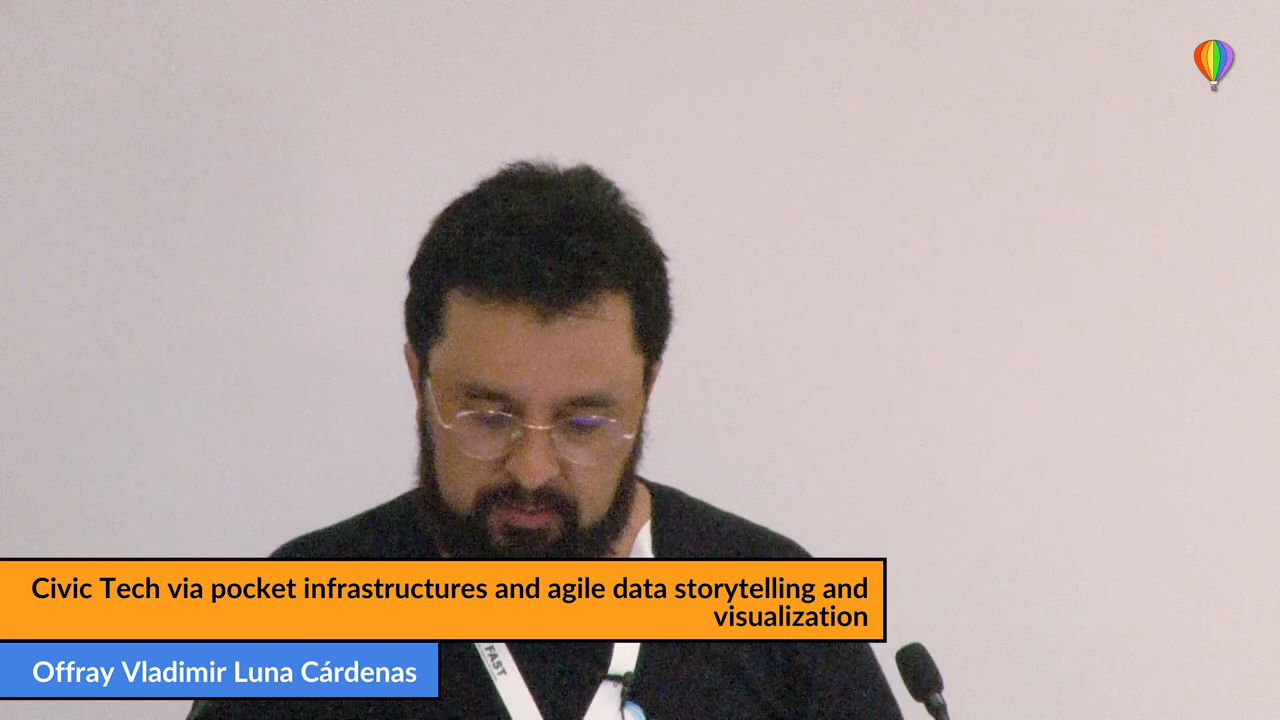 Civic Tech via pocket infrastructures and agile data storytelling and
visualization
Offray Vladimir Luna Cárdenas
FAST